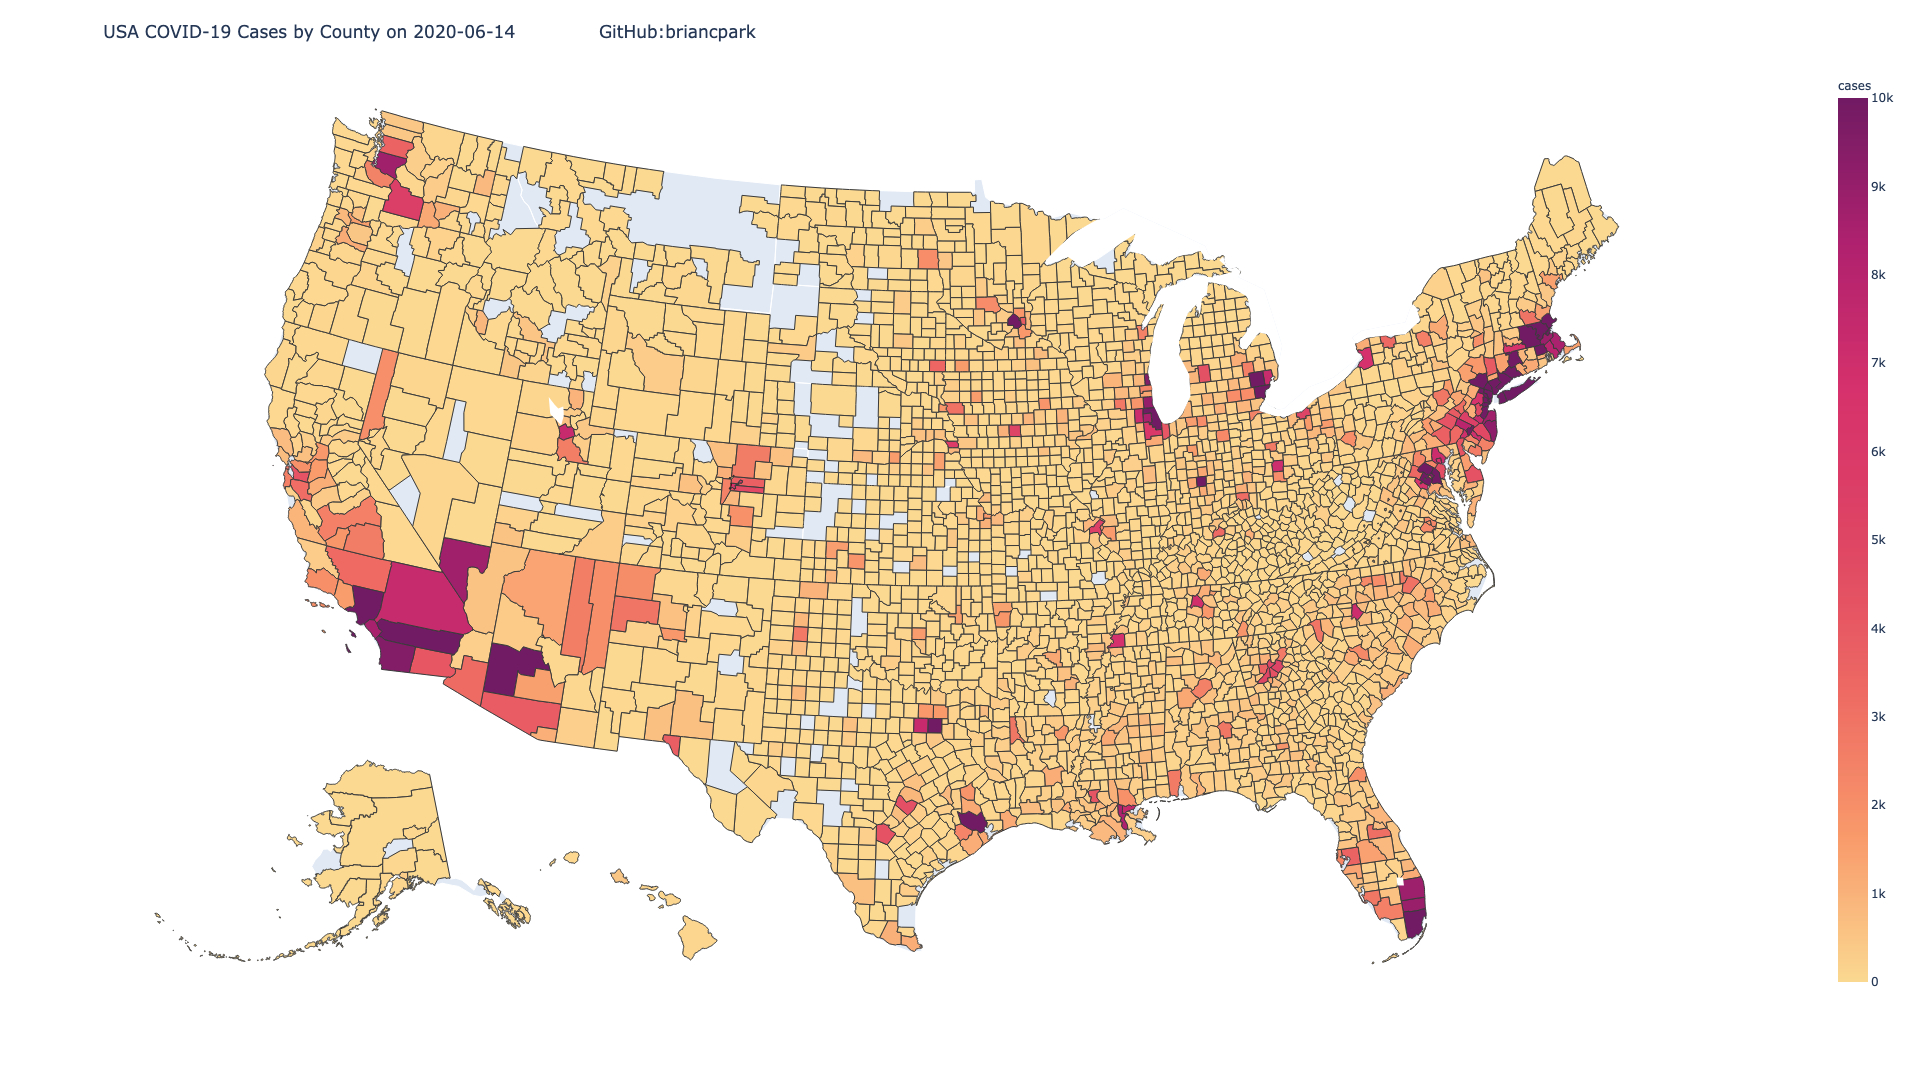 USA COVID-19 Cases by County on 2020-06-14 GitHub:briancpark
cases
10k
9k
8k
7k
6k
5k
4k
3k
2k
1k
0